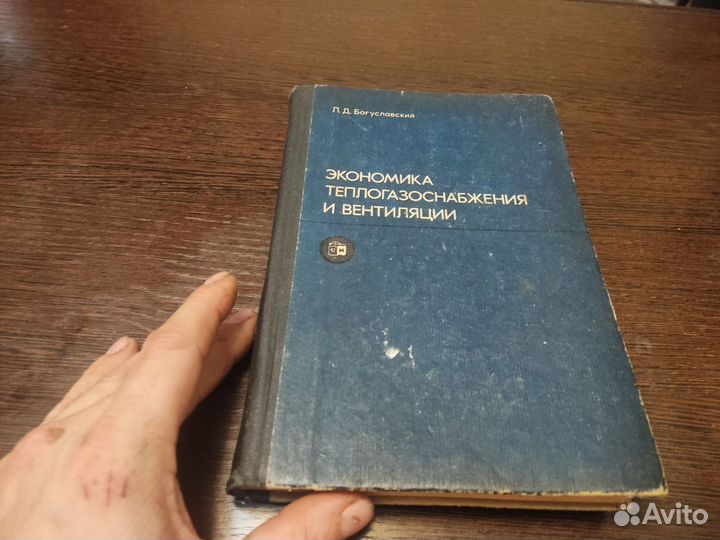 Л. Д. Богуславский
ЭКОНОМИКА
ТЕПЛОГАЗОСНАБЖЕНИЯ
И ВЕНТИЛЯЦИИ
С И
Avito